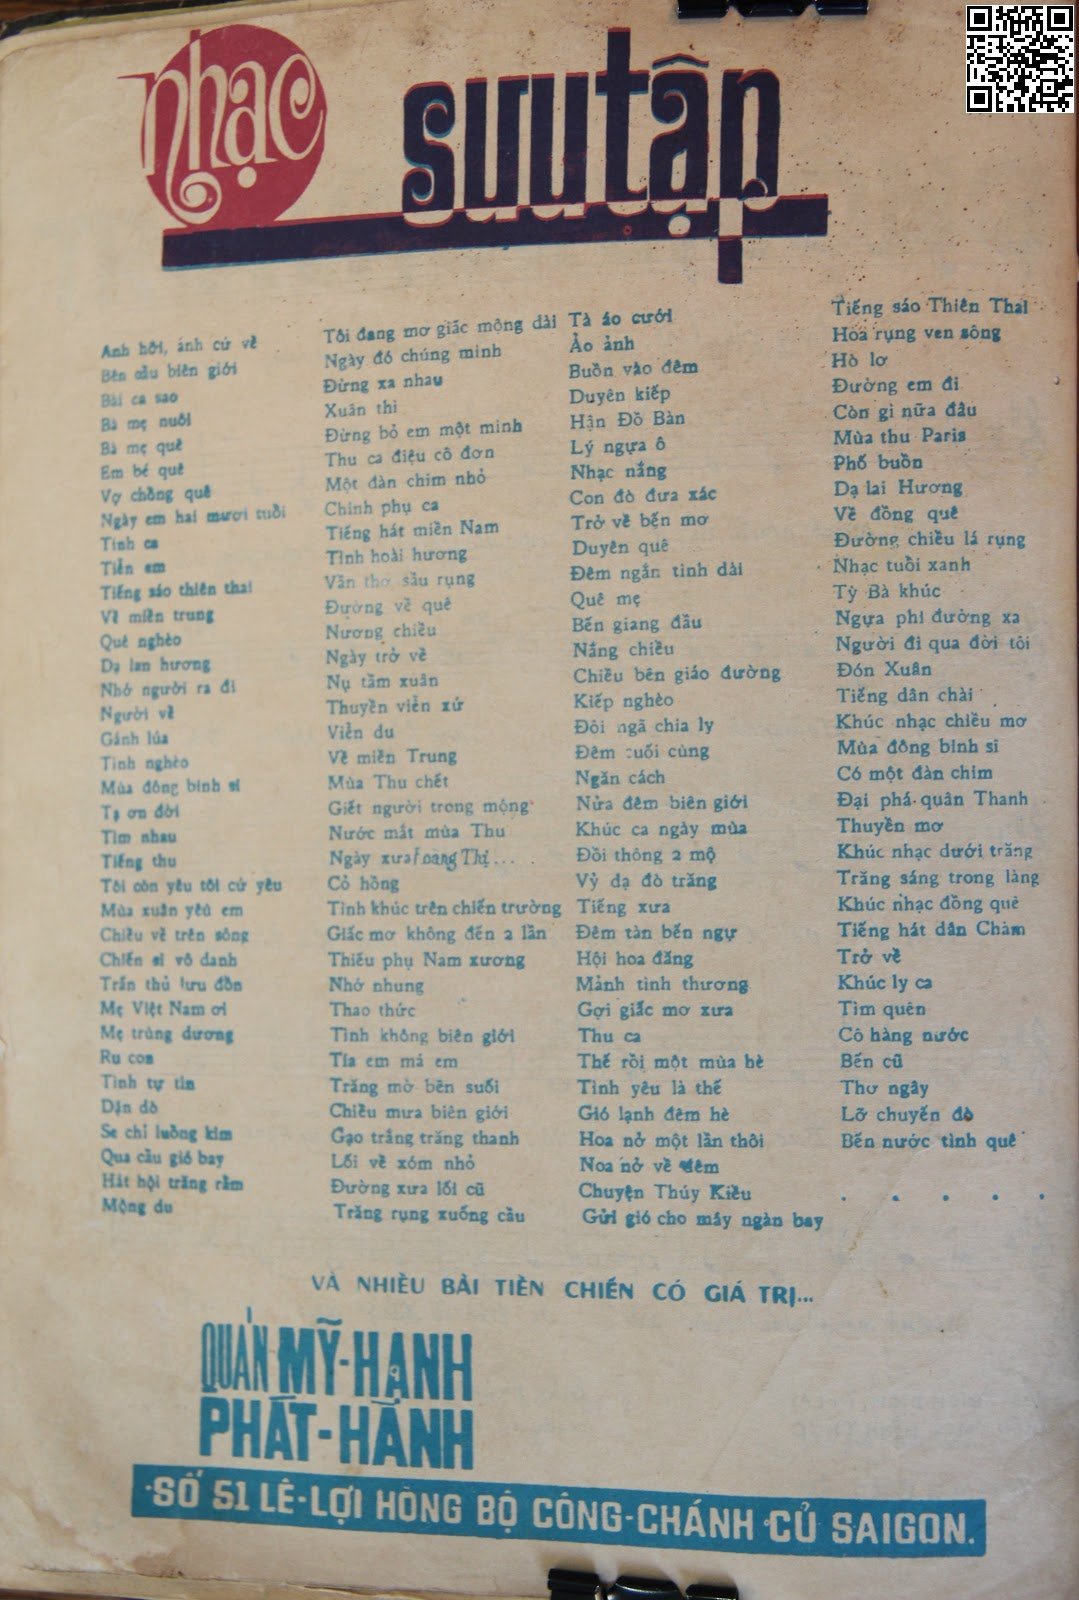 nhạc
sưu tập
Anh hỡi, anh cứ về
Bên cầu biên giới
Bài ca sao
Bà mẹ nuôi
Bà mẹ quê
Em bé quê
Vợ chồng quê
Ngày em hai mươi tuổi
Tình ca
Tiễn em
Tiếng sáo thiên thai
Về miền trung
Quê nghèo
Dạ lan hương
Nhớ người ra đi
Người về
Gánh lúa
Tình nghèo
Mùa đông binh sĩ
Tạ ơn đời
Tìm nhau
Tiếng thu
Tôi còn yêu tôi cứ yêu
Mùa xuân yêu em
Chiều về trên sông
Chiến sĩ vô danh
Trấn thủ lưu đồn
Mẹ Việt Nam ơi
Mẹ trùng dương
Ru con
Tình tự tin
Dặn dò
Se chỉ luồng kim
Qua cầu gió bay
Hát hội trăng rằm
Mộng du
Tôi đang mơ giấc mộng dài
Ngày đó chúng mình
Đừng xa nhau
Xuân thì
Đừng bỏ em một mình
Thu ca điệu cô đơn
Một đàn chim nhỏ
Chinh phụ ca
Tiếng hát miền Nam
Tình hoài hương
Vần thơ sầu rụng
Đường về quê
Nương chiều
Ngày trở về
Nụ tầm xuân
Thuyền viễn xứ
Viễn du
Về miền Trung
Mùa Thu chết
Giết người trong mộng
Nước mắt mùa Thu
Ngày xưa Hoàng Thị...
Cỏ hồng
Tình khúc trên chiến trường
Giấc mơ không đến 2 lần
Thiếu phụ Nam xương
Nhớ nhung
Thao thức
Tình không biên giới
Tía em má em
Trăng mờ bên suối
Chiều mưa biên giới
Gạo trắng trăng thanh
Lối về xóm nhỏ
Đường xưa lối cũ
Trăng rụng xuống cầu
Tà áo cưới
Ảo ảnh
Buồn vào đêm
Duyên kiếp
Hận Đồ Bàn
Lý ngựa ô
Nhạc nắng
Con đò đưa xác
Trở về bến mơ
Duyên quê
Đêm ngắn tình dài
Quê mẹ
Bến giang đầu
Nắng chiều
Chiều bên giáo đường
Kiếp nghèo
Đôi ngã chia ly
Đêm cuối cùng
Ngăn cách
Nửa đêm biên giới
Khúc ca ngày mùa
Đồi thông 2 mộ
Vỹ dạ đò trăng
Tiếng xưa
Đêm tàn bến ngự
Hội hoa đăng
Mảnh tình thương
Gợi giấc mơ xưa
Thu ca
Thế rồi một mùa hè
Tình yêu là thế
Gió lạnh đêm hè
Hoa nở một lần thôi
Noa nở về đêm
Chuyện Thúy Kiều
Gửi gió cho mây ngàn bay
Tiếng sáo Thiên Thai
Hoa rụng ven sông
Hò lơ
Đường em đi
Còn gì nữa đâu
Mùa thu Paris
Phố buồn
Dạ lai Hương
Về đồng quê
Đường chiều lá rụng
Nhạc tuổi xanh
Tỳ Bà khúc
Ngựa phi đường xa
Người đi qua đời tôi
Đón Xuân
Tiếng dân chài
Khúc nhạc chiều mơ
Mùa đông binh sĩ
Có một đàn chim
Đại phá quân Thanh
Thuyền mơ
Khúc nhạc dưới trăng
Trăng sáng trong làng
Khúc nhạc đồng quê
Tiếng hát dân Chàm
Trở về
Khúc ly ca
Tìm quên
Cô hàng nước
Bến cũ
Thơ ngây
Lỡ chuyến đò
Bến nước tình quê
. . . . .
VÀ NHIỀU BÀI TIỀN CHIẾN CÓ GIÁ TRỊ...
QUÁN MỸ-HẠNH
PHÁT-HÀNH
SỐ 51 LÊ-LỢI HÔNG BỘ CÔNG-CHÁNH CỦ SAIGON.